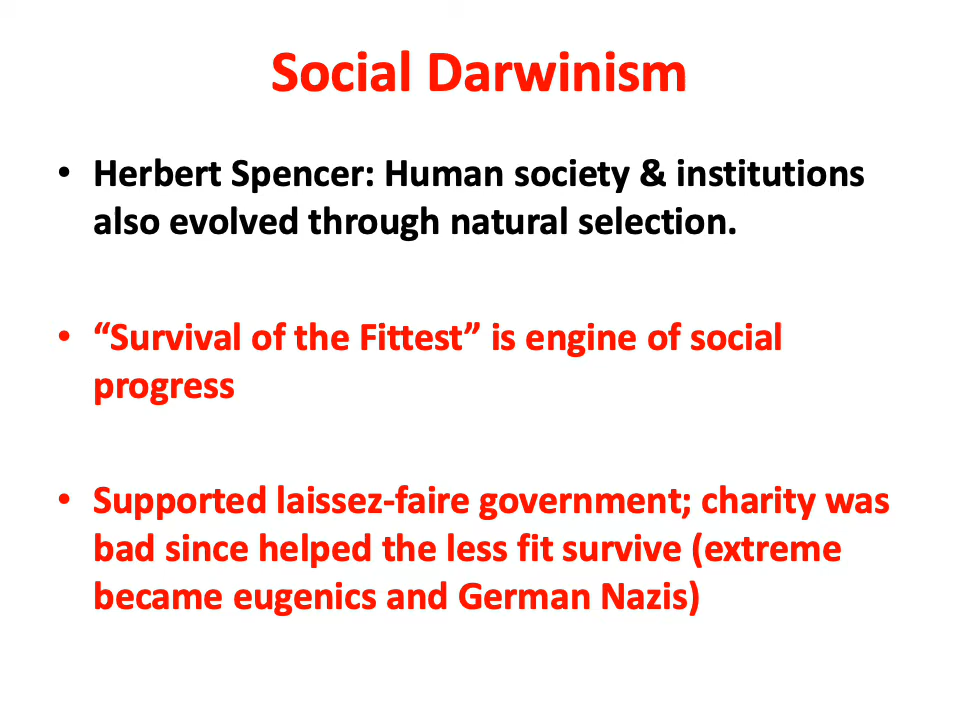 Social Darwinism
• Herbert Spencer: Human society & institutions
also evolved through natural selection.
• “Survival of the Fittest” is engine of social
progress
• Supported laissez-faire government; charity was
bad since helped the less fit survive (extreme
became eugenics and German Nazis)